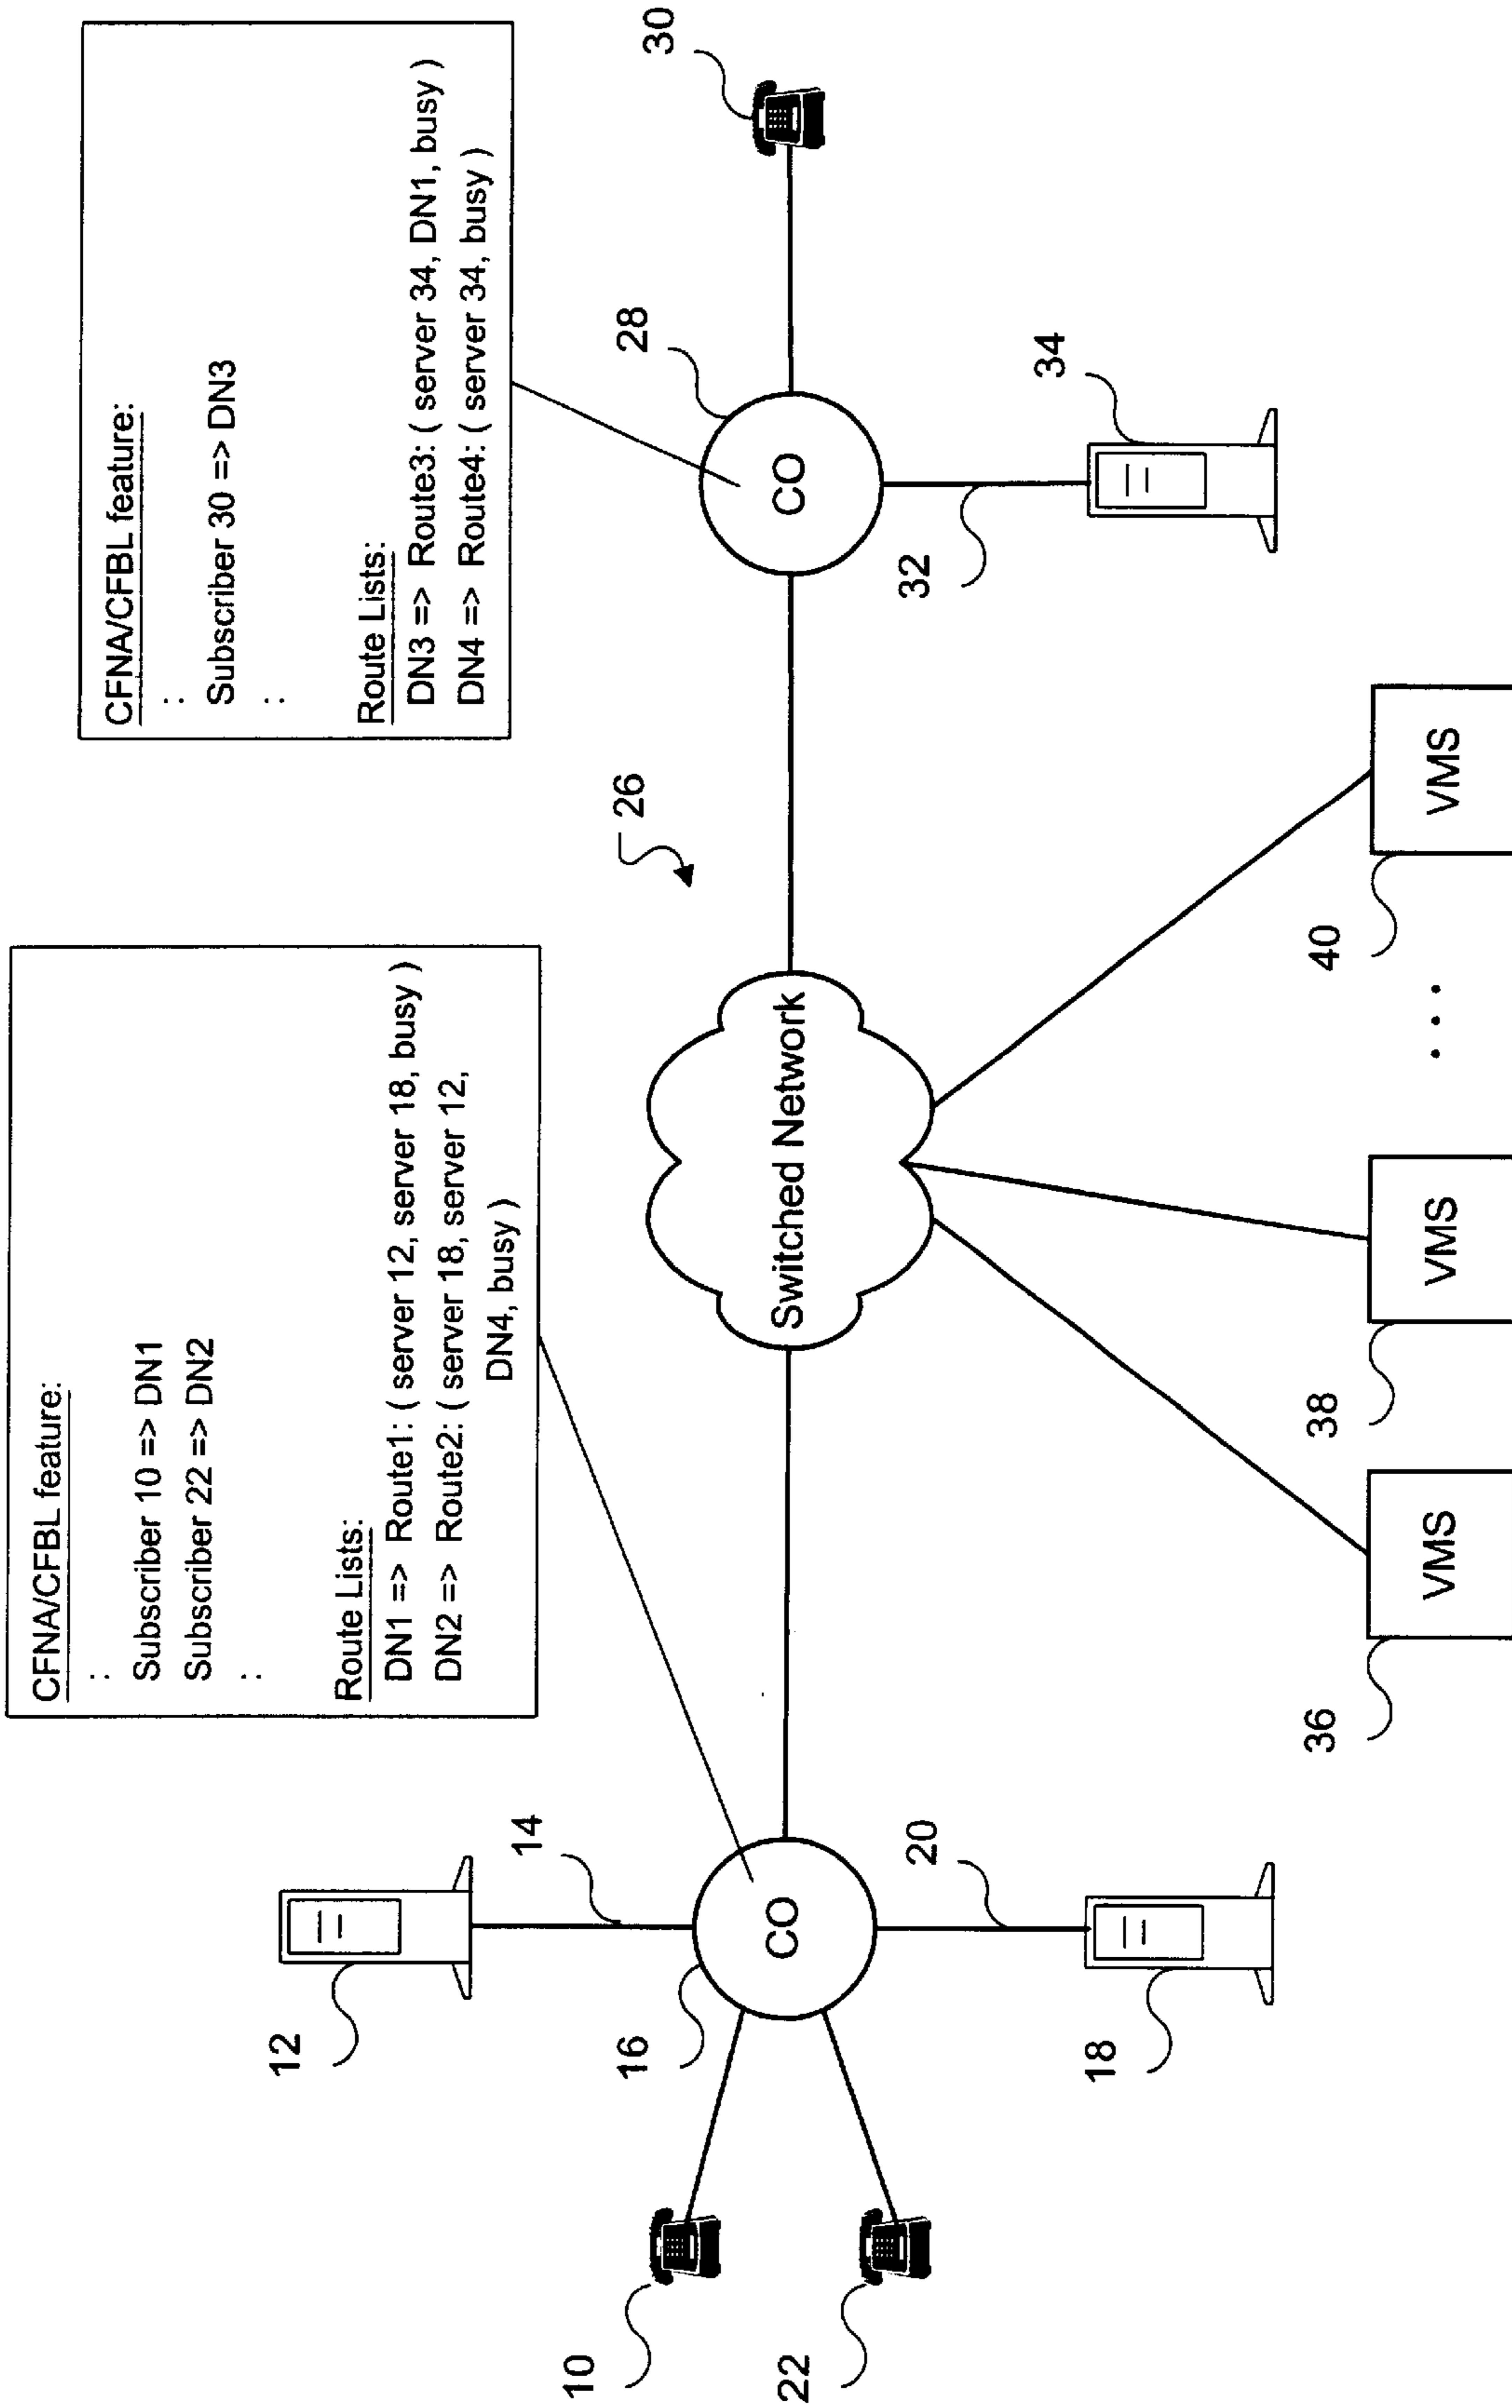 CFNA/CFBL feature:
:
Subscriber 10 => DN1
Subscriber 22 => DN2
:
Route Lists:
DN1 => Route1: ( server 12, server 18, busy )
DN2 => Route2: ( server 18, server 12,
DN4, busy )
CFNA/CFBL feature:
:
Subscriber 30 => DN3
:
Route Lists:
DN3 => Route3: ( server 34, DN1, busy )
DN4 => Route4: ( server 34, busy )
12
14
10
16
CO
22
20
18
Switched Network
26
28
CO
30
32
34
36
VMS
38
VMS
. . .
40
VMS